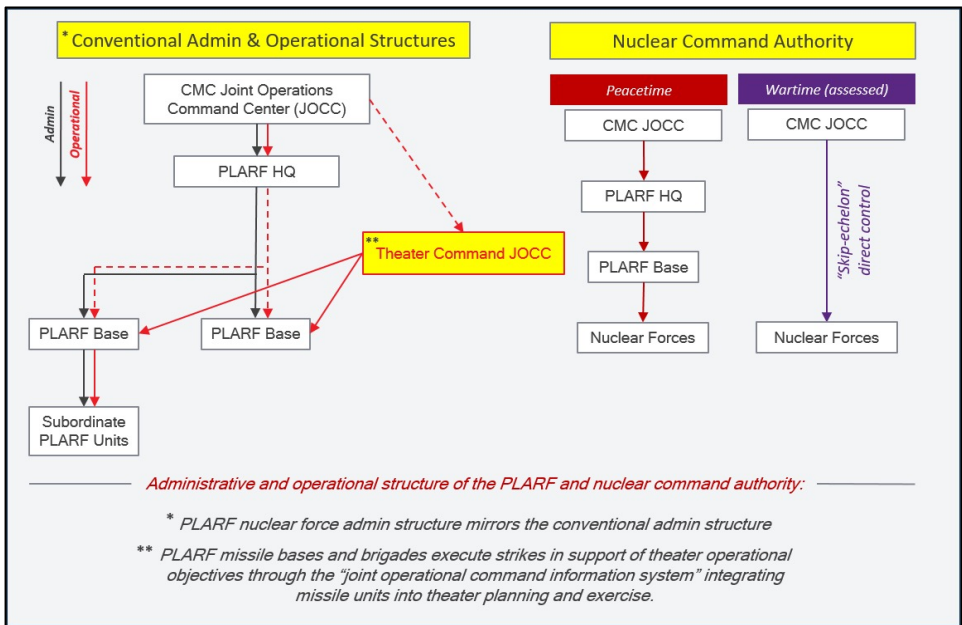 * Conventional Admin & Operational Structures
Admin
Operational
CMC Joint Operations
Command Center (JOCC)
PLARF HQ
** Theater Command JOCC
PLARF Base
PLARF Base
Subordinate
PLARF Units
Nuclear Command Authority
Peacetime
CMC JOCC
PLARF HQ
PLARF Base
Nuclear Forces
Wartime (assessed)
CMC JOCC
“Skip-echelon”
direct control
Nuclear Forces
Administrative and operational structure of the PLARF and nuclear command authority:
* PLARF nuclear force admin structure mirrors the conventional admin structure
** PLARF missile bases and brigades execute strikes in support of theater operational
objectives through the “joint operational command information system” integrating
missile units into theater planning and exercise.